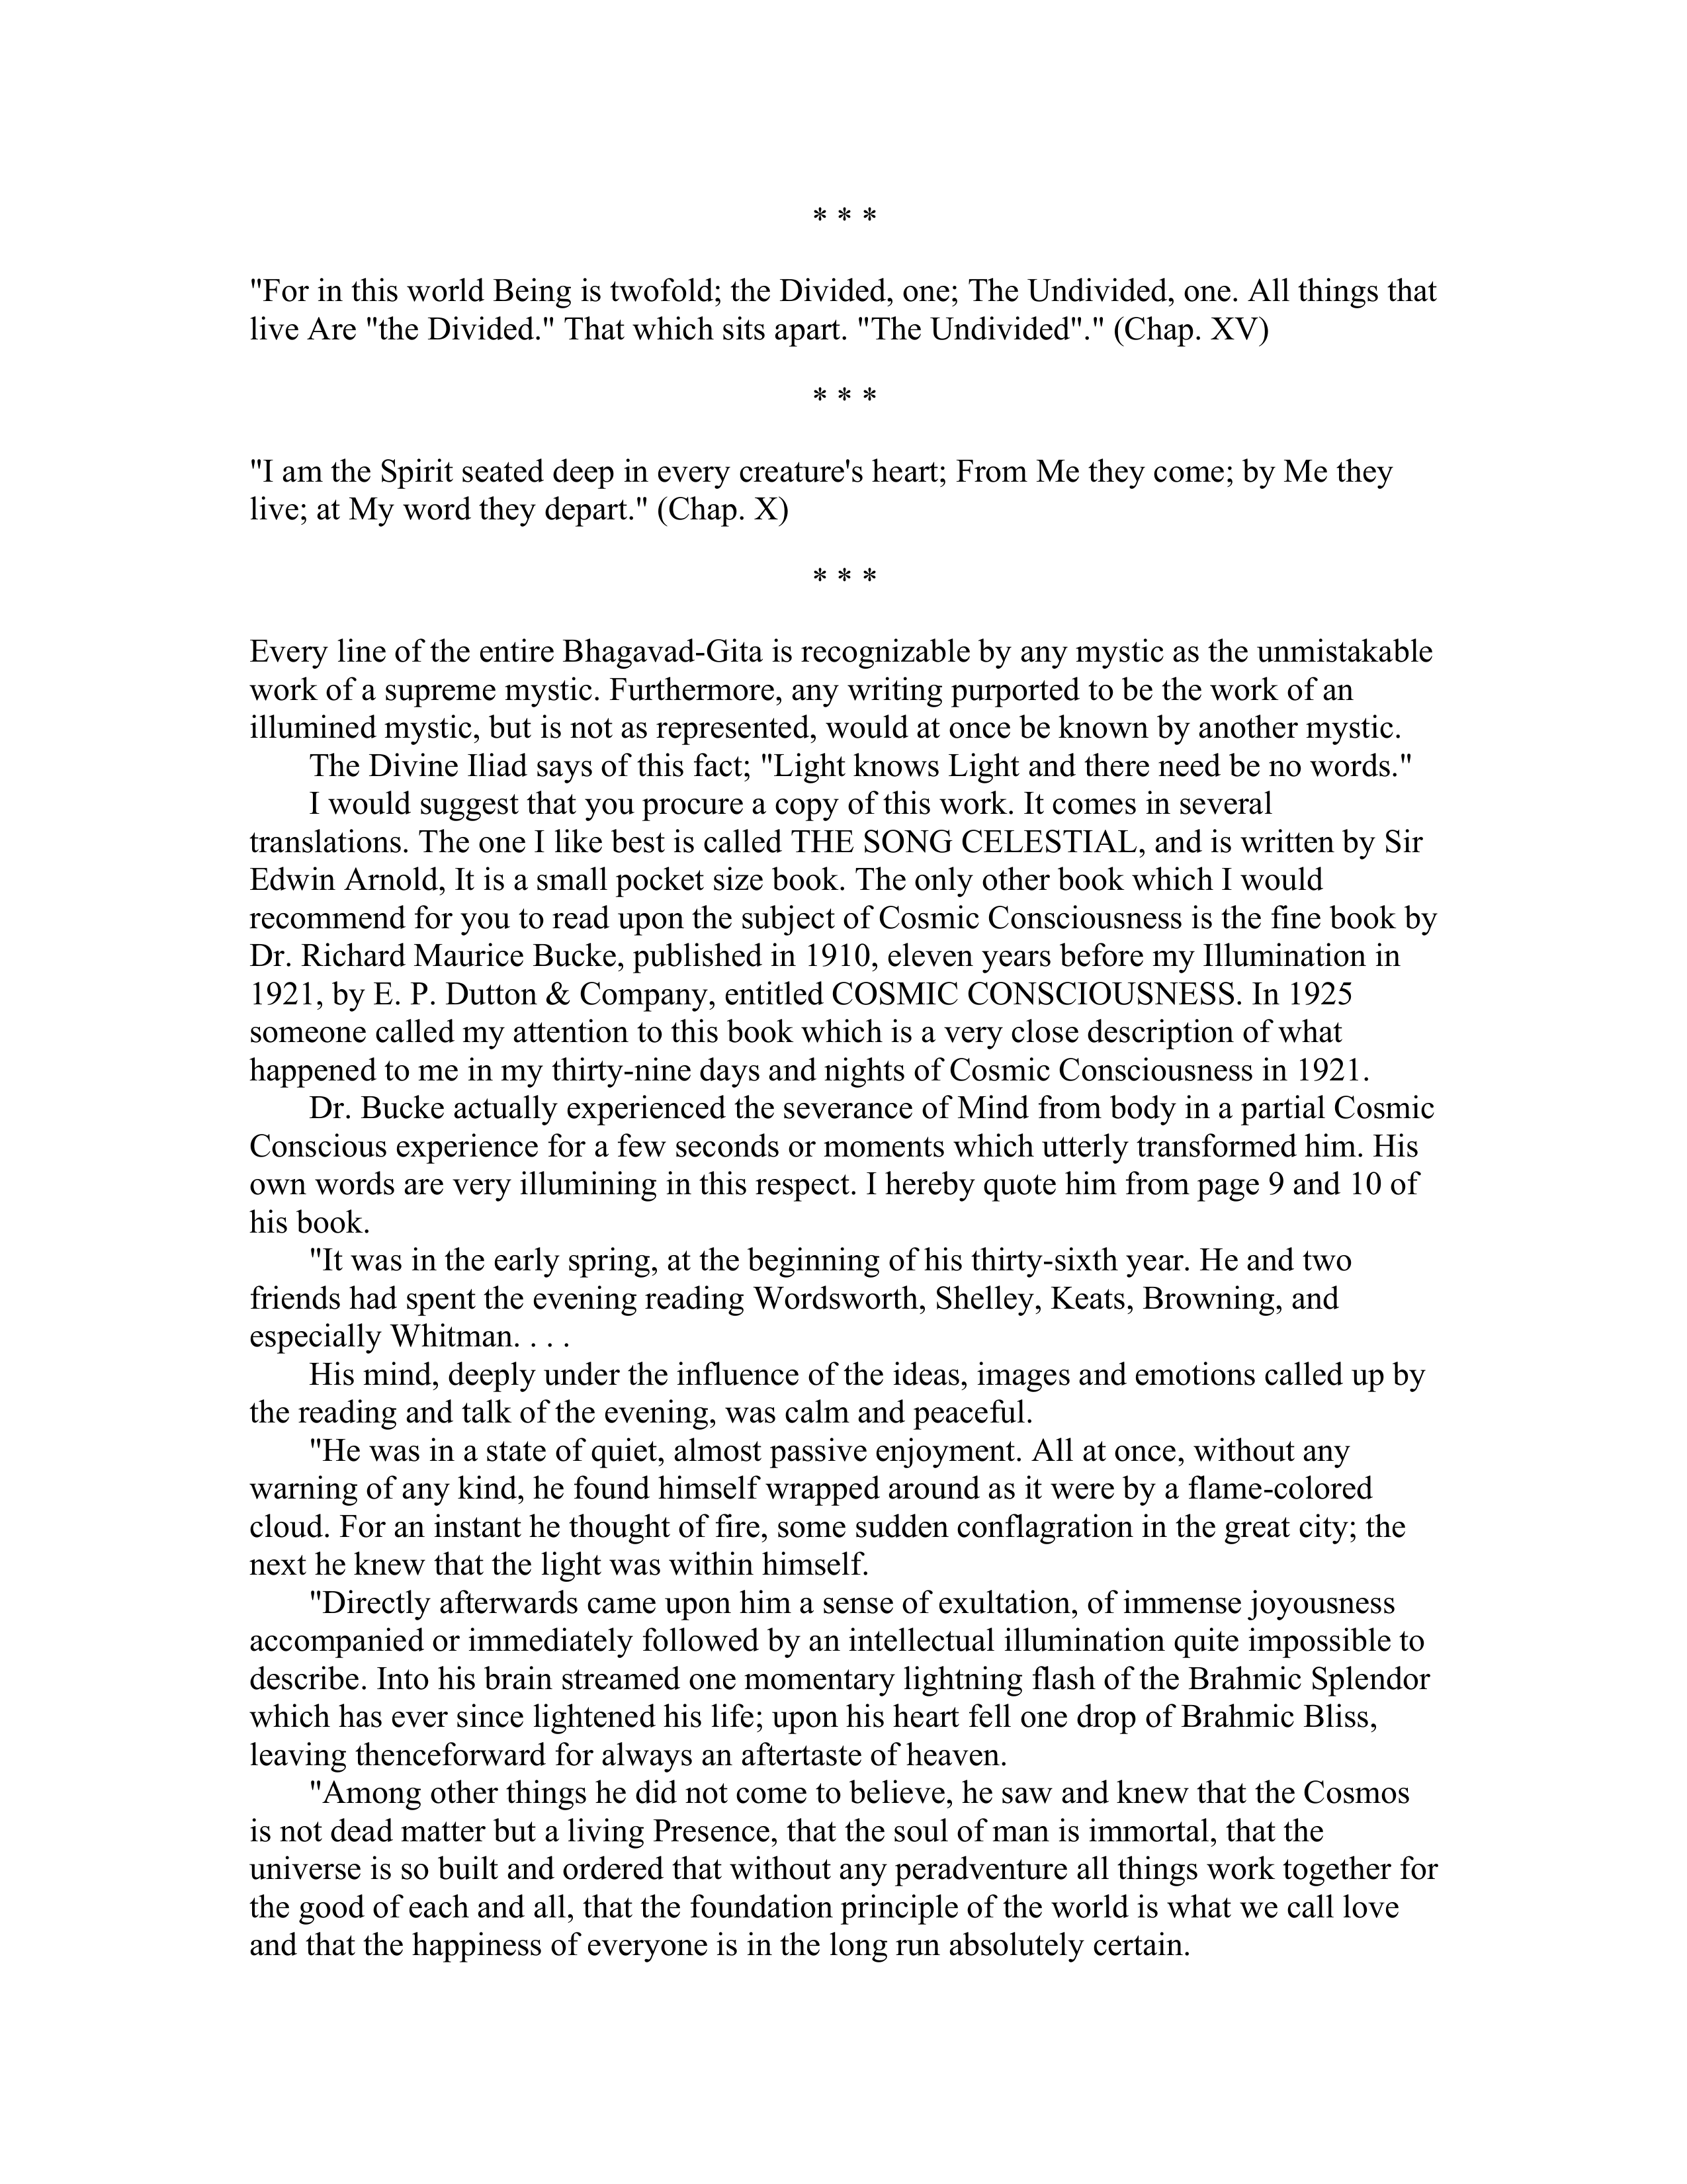 * * *
"For in this world Being is twofold; the Divided, one; The Undivided, one. All things that
live Are "the Divided." That which sits apart. "The Undivided"." (Chap. XV)
* * *
"I am the Spirit seated deep in every creature's heart; From Me they come; by Me they
live; at My word they depart." (Chap. X)
* * *
Every line of the entire Bhagavad-Gita is recognizable by any mystic as the unmistakable
work of a supreme mystic. Furthermore, any writing purported to be the work of an
illumined mystic, but is not as represented, would at once be known by another mystic.
The Divine Iliad says of this fact; "Light knows Light and there need be no words."
I would suggest that you procure a copy of this work. It comes in several
translations. The one I like best is called THE SONG CELESTIAL, and is written by Sir
Edwin Arnold, It is a small pocket size book. The only other book which I would
recommend for you to read upon the subject of Cosmic Consciousness is the fine book by
Dr. Richard Maurice Bucke, published in 1910, eleven years before my Illumination in
1921, by E. P. Dutton & Company, entitled COSMIC CONSCIOUSNESS. In 1925
someone called my attention to this book which is a very close description of what
happened to me in my thirty-nine days and nights of Cosmic Consciousness in 1921.
Dr. Bucke actually experienced the severance of Mind from body in a partial Cosmic
Conscious experience for a few seconds or moments which utterly transformed him. His
own words are very illumining in this respect. I hereby quote him from page 9 and 10 of
his book.
"It was in the early spring, at the beginning of his thirty-sixth year. He and two
friends had spent the evening reading Wordsworth, Shelley, Keats, Browning, and
especially Whitman. . . .
His mind, deeply under the influence of the ideas, images and emotions called up by
the reading and talk of the evening, was calm and peaceful.
"He was in a state of quiet, almost passive enjoyment. All at once, without any
warning of any kind, he found himself wrapped around as it were by a flame-colored
cloud. For an instant he thought of fire, some sudden conflagration in the great city; the
next he knew that the light was within himself.
"Directly afterwards came upon him a sense of exultation, of immense joyousness
accompanied or immediately followed by an intellectual illumination quite impossible to
describe. Into his brain streamed one momentary lightning flash of the Brahmic Splendor
which has ever since lightened his life; upon his heart fell one drop of Brahmic Bliss,
leaving thenceforward for always an aftertaste of heaven.
"Among other things he did not come to believe, he saw and knew that the Cosmos
is not dead matter but a living Presence, that the soul of man is immortal, that the
universe is so built and ordered that without any peradventure all things work together for
the good of each and all, that the foundation principle of the world is what we call love
and that the happiness of everyone is in the long run absolutely certain.